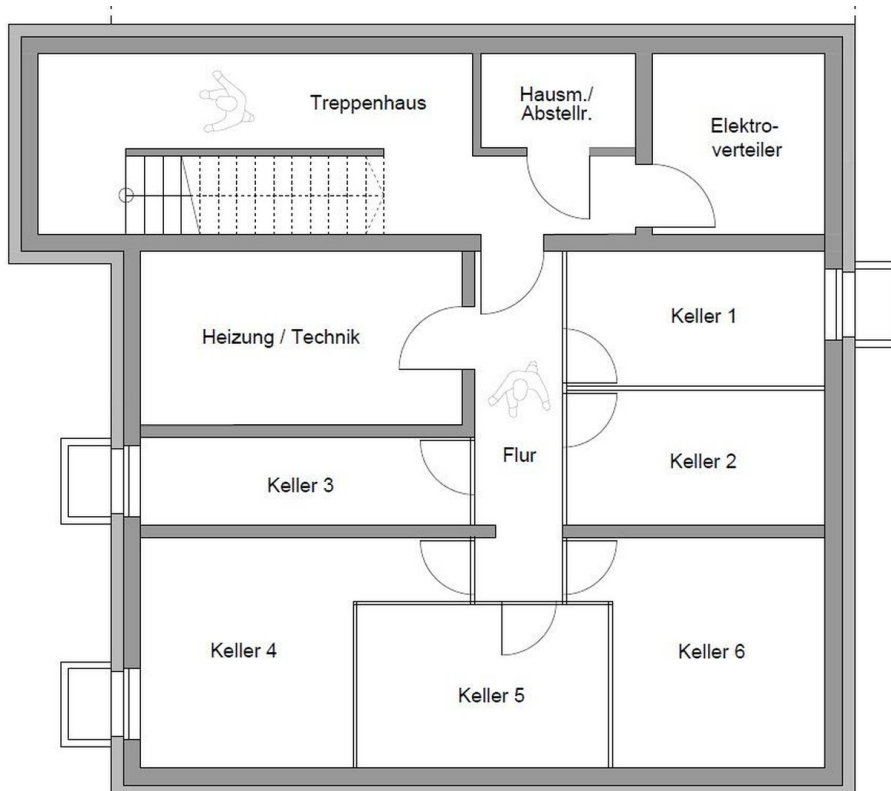 Treppenhaus
Hausm./
Abstellr.
Elektro-
verteiler
Heizung / Technik
Keller 1
Flur
Keller 2
Keller 3
Keller 4
Keller 5
Keller 6